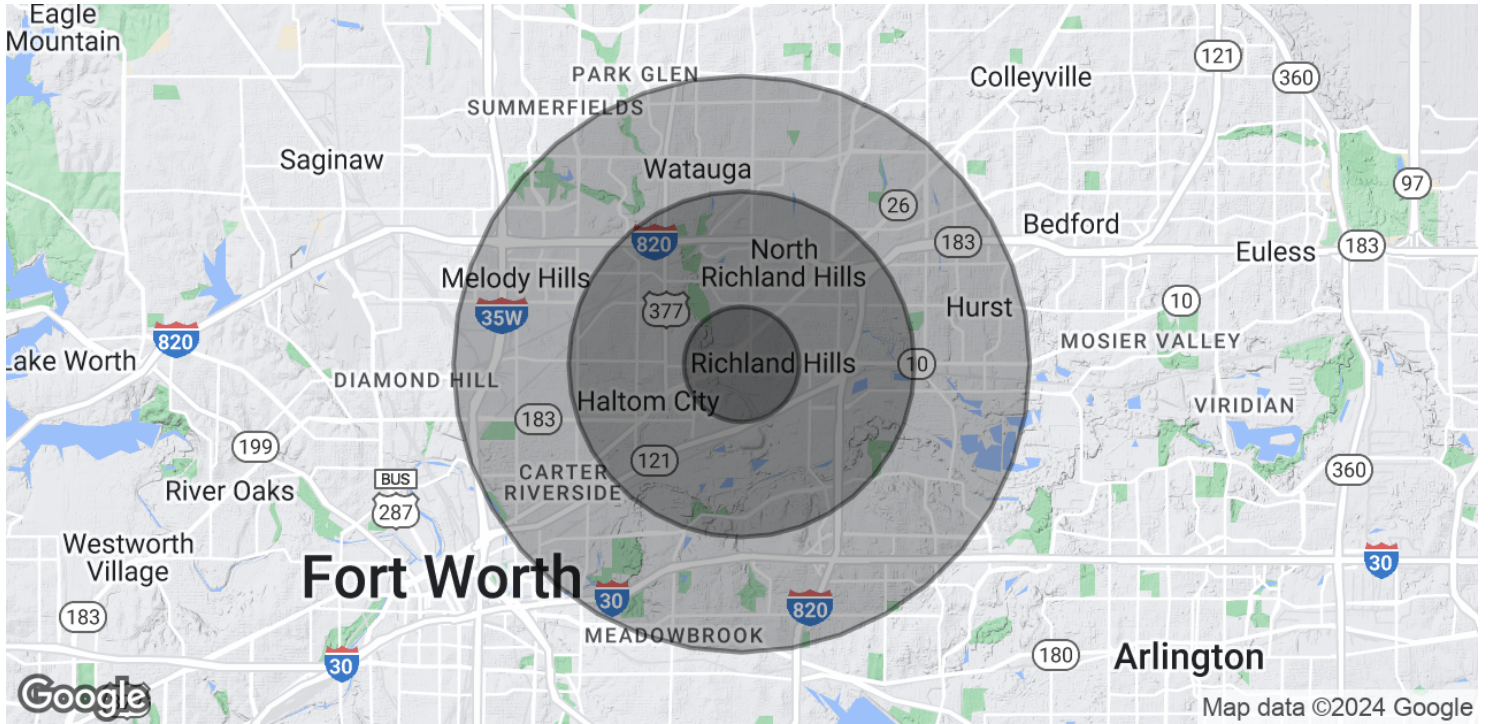 Eagle
Mountain
121
Colleyville
360
PARK GLEN
SUMMERFIELDS
Saginaw
Watauga
97
26
Bedford
183
820
North
Richland Hills
Euless
183
Melody Hills
377
35W
Hurst
10
820
Lake Worth
Richland Hills
10
MOSIER VALLEY
DIAMOND HILL
Haltom City
183
VIRIDIAN
199
121
CARTER
RIVERSIDE
360
River Oaks
BUS
287
Westworth
Village
Fort Worth
30
30
820
183
MEADOWBROOK
180
Arlington
30
Google
Map data ©2024 Google